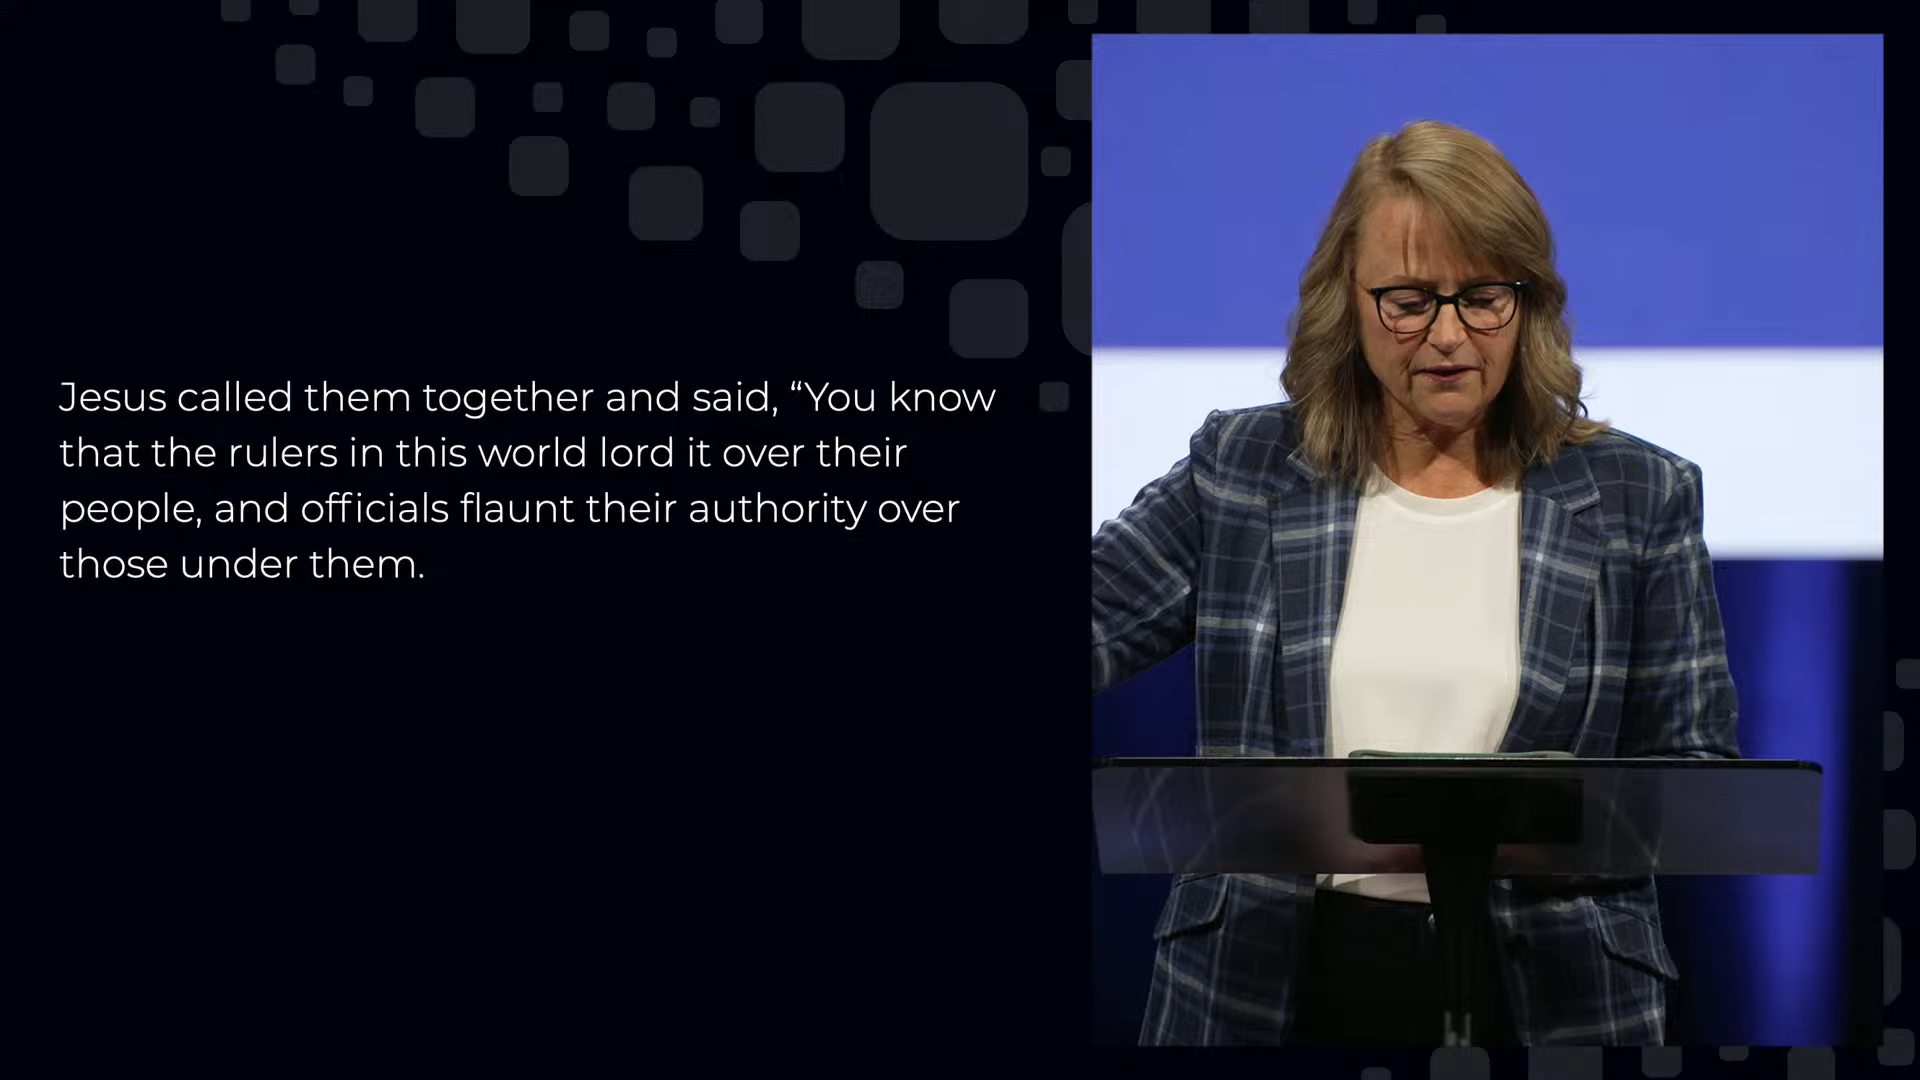 Jesus called them together and said, “You know
that the rulers in this world lord it over their
people, and officials flaunt their authority over
those under them.